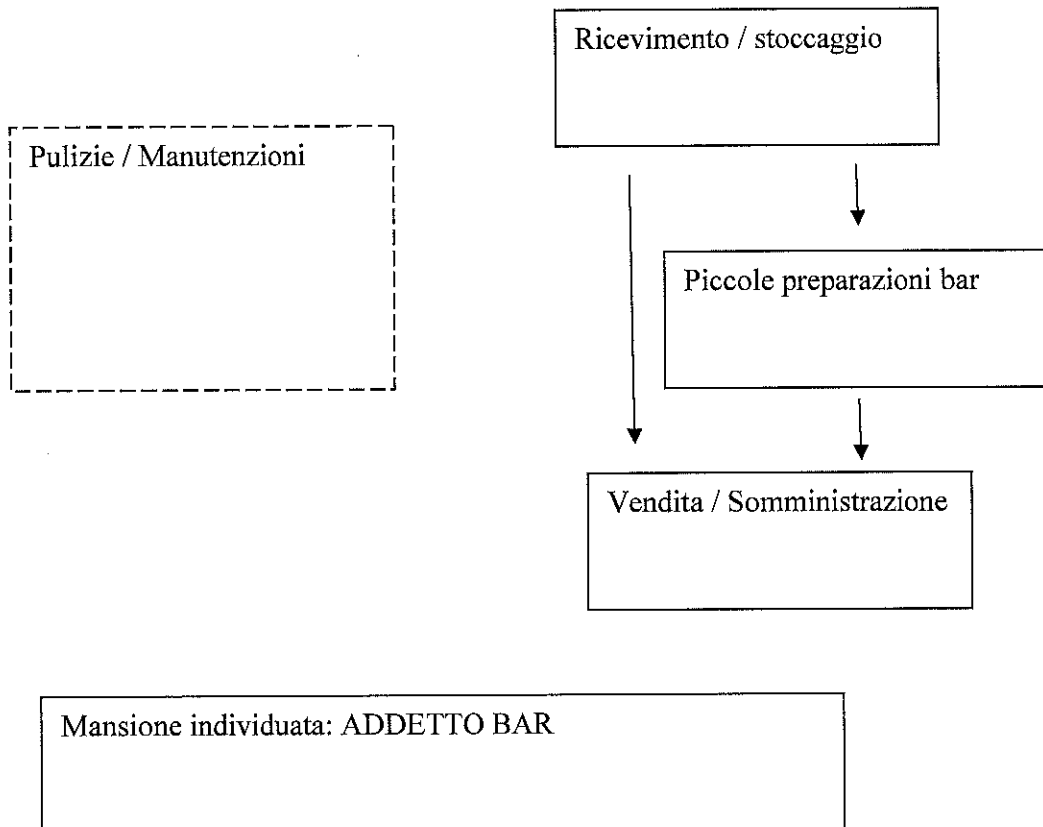 Ricevimento / stoccaggio
Pulizie / Manutenzioni
Piccole preparazioni bar
Vendita / Somministrazione
Mansione individuata: ADDETTO BAR